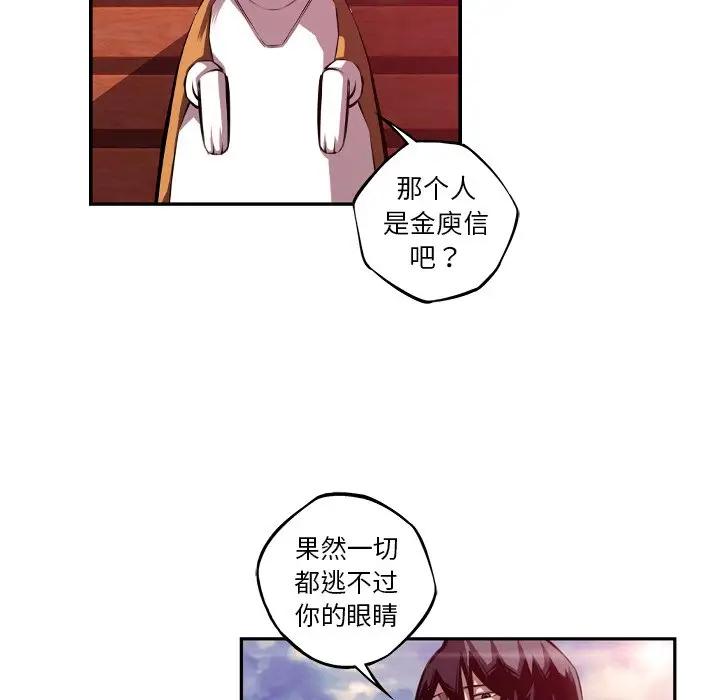 那个人
是金庾信
吧？
果然一切
都逃不过
你的眼睛